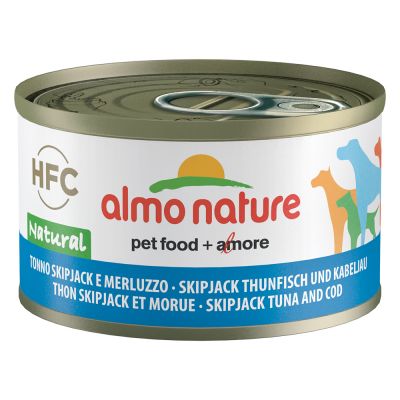 HFC
almo nature
Natural
pet food + amore
TONNO SKIPJACK E MERLUZZO · SKIPJACK THUNFISCH UND KABELJAU
THON SKIPJACK ET MORUE · SKIPJACK TUNA AND COD